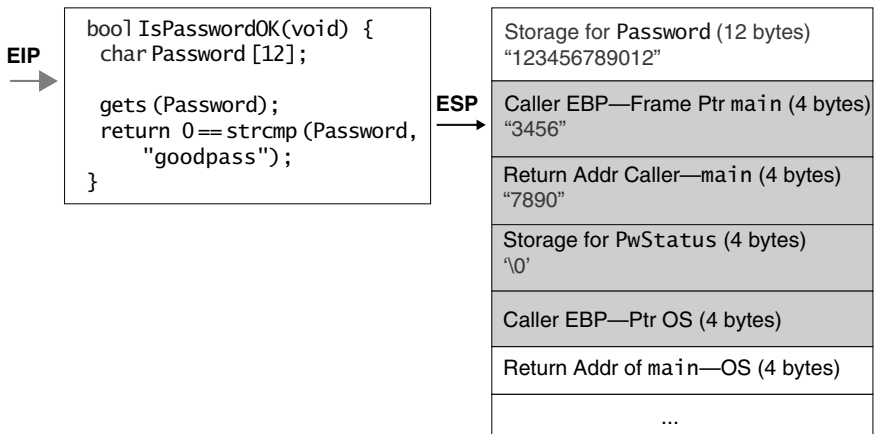 EIP
bool IsPasswordOK(void) {
char Password[12];
gets(Password);
return 0==strcmp(Password,
"goodpass");
}
ESP
Storage for Password (12 bytes)
“123456789012”
Caller EBP—Frame Ptr main (4 bytes)
“3456”
Return Addr Caller—main (4 bytes)
“7890”
Storage for PwStatus (4 bytes)
‘\0’
Caller EBP—Ptr OS (4 bytes)
Return Addr of main—OS (4 bytes)
...